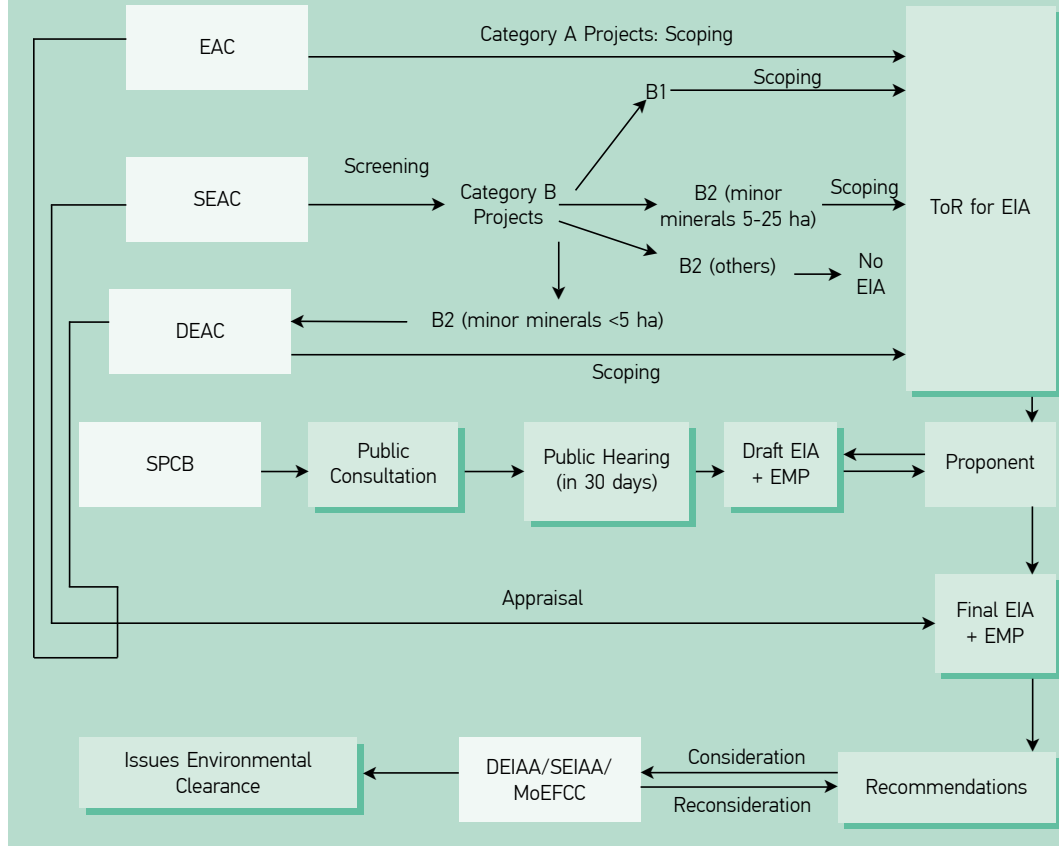 EAC
Category A Projects: Scoping
B1
Scoping
SEAC
Screening
Category B
Projects
B2 (minor
minerals 5-25 ha)
Scoping
ToR for EIA
B2 (others)
No
EIA
DEAC
B2 (minor minerals <5 ha)
Scoping
SPCB
Public
Consultation
Public Hearing
(in 30 days)
Draft EIA
+ EMP
Proponent
Appraisal
Final EIA
+ EMP
Issues Environmental
Clearance
DEIAA/SEIAA/
MoEFCC
Consideration
Reconsideration
Recommendations